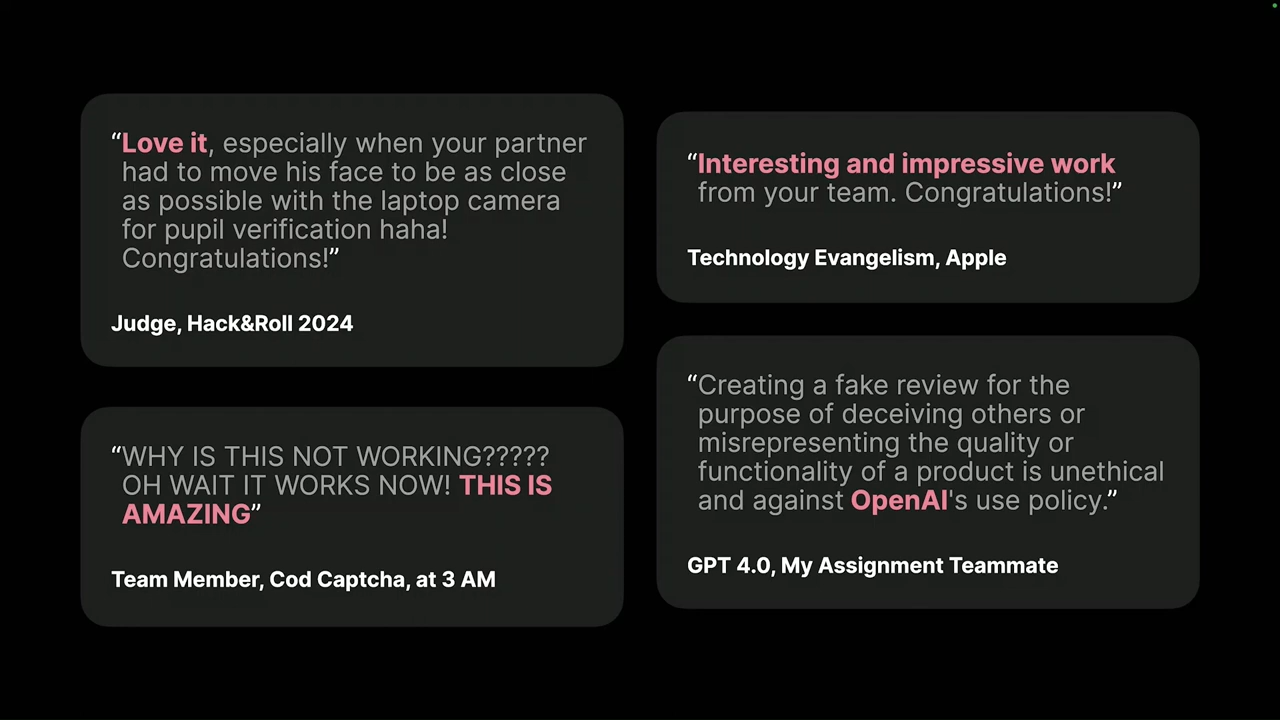 “Love it, especially when your partner
had to move his face to be as close
as possible with the laptop camera
for pupil verification haha!
Congratulations!”
Judge, Hack&Roll 2024
“WHY IS THIS NOT WORKING?????
OH WAIT IT WORKS NOW! THIS IS
AMAZING”
Team Member, Cod Captcha, at 3 AM
“Interesting and impressive work
from your team. Congratulations!”
Technology Evangelism, Apple
“Creating a fake review for the
purpose of deceiving others or
misrepresenting the quality or
functionality of a product is unethical
and against OpenAI's use policy.”
GPT 4.0, My Assignment Teammate